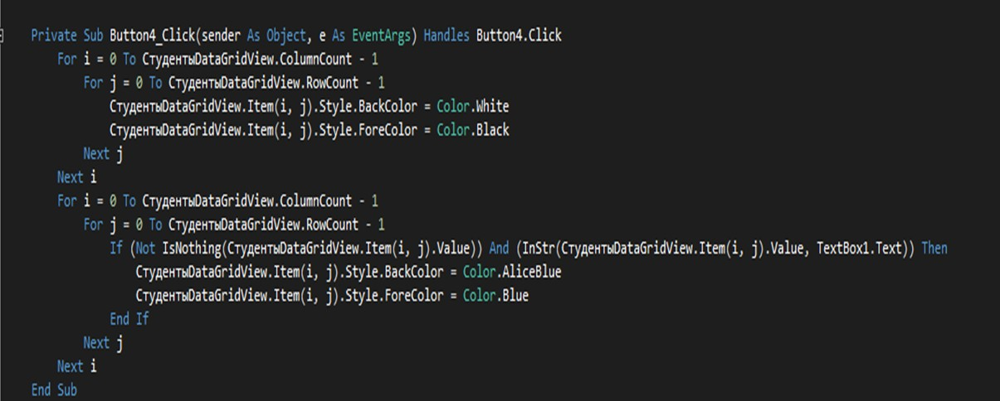 Private Sub Button4_Click(sender As Object, e As EventArgs) Handles Button4.Click
For i = 0 To СтудентыDataGridView.ColumnCount - 1
For j = 0 To СтудентыDataGridView.RowCount - 1
СтудентыDataGridView.Item(i, j).Style.BackColor = Color.White
СтудентыDataGridView.Item(i, j).Style.ForeColor = Color.Black
Next j
Next i
For i = 0 To СтудентыDataGridView.ColumnCount - 1
For j = 0 To СтудентыDataGridView.RowCount - 1
If (Not IsNothing(СтудентыDataGridView.Item(i, j).Value)) And (InStr(СтудентыDataGridView.Item(i, j).Value, TextBox1.Text)) Then
СтудентыDataGridView.Item(i, j).Style.BackColor = Color.AliceBlue
СтудентыDataGridView.Item(i, j).Style.ForeColor = Color.Blue
End If
Next j
Next i
End Sub